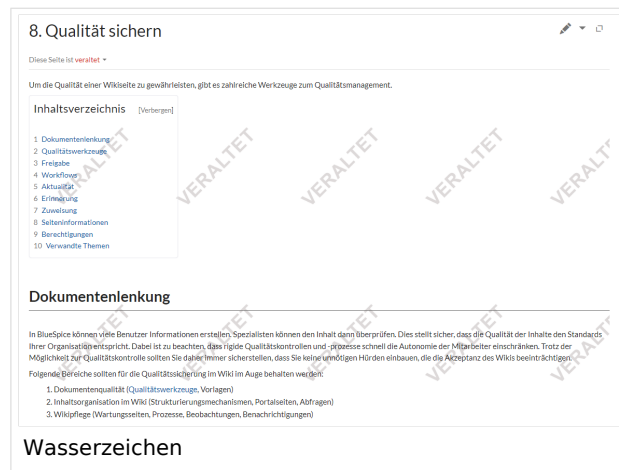 8. Qualität sichern
Diese Seite ist veraltet
Um die Qualität einer Wikiseite zu gewährleisten, gibt es zahlreiche Werkzeuge zum Qualitätsmanagement.
Inhaltsverzeichnis [Verbergen]
1 Dokumentenlenkung
2 Qualitätswerkzeuge
3 Freigabe
4 Workflows
5 Aktualität
6 Erinnerung
7 Zuweisung
8 Seiteninformationen
9 Berechtigungen
10 Verwandte Themen
VERALTET VERALTET VERALTET VERALTET VERALTET
Dokumentenlenkung
In BlueSpice können viele Benutzer Informationen erstellen. Spezialisten können den Inhalt dann überprüfen. Dies stellt sicher, dass die Qualität der Inhalte den Standards
Ihrer Organisation entspricht. Dabei ist zu beachten, dass rigide Qualitätskontrollen und -prozesse schnell die Autonomie der Mitarbeiter einschränken. Trotz der
Möglichkeit zur Qualitätskontrolle sollten Sie daher immer sicherstellen, dass Sie keine unnötigen Hürden einbauen, die die Akzeptanz des Wikis beeinträchtigen.
Folgende Bereiche sollten für die Qualitätssicherung im Wiki im Auge behalten werden:
1. Dokumentenqualität (Qualitätswerkzeuge, Vorlagen)
2. Inhaltsorganisation im Wiki (Strukturierungsmechanismen, Portalseiten, Abfragen)
3. Wikipflege (Wartungsseiten, Prozesse, Beobachtungen, Benachrichtigungen)
VERALTET VERALTET VERALTET VERALTET VERALTET
Wasserzeichen